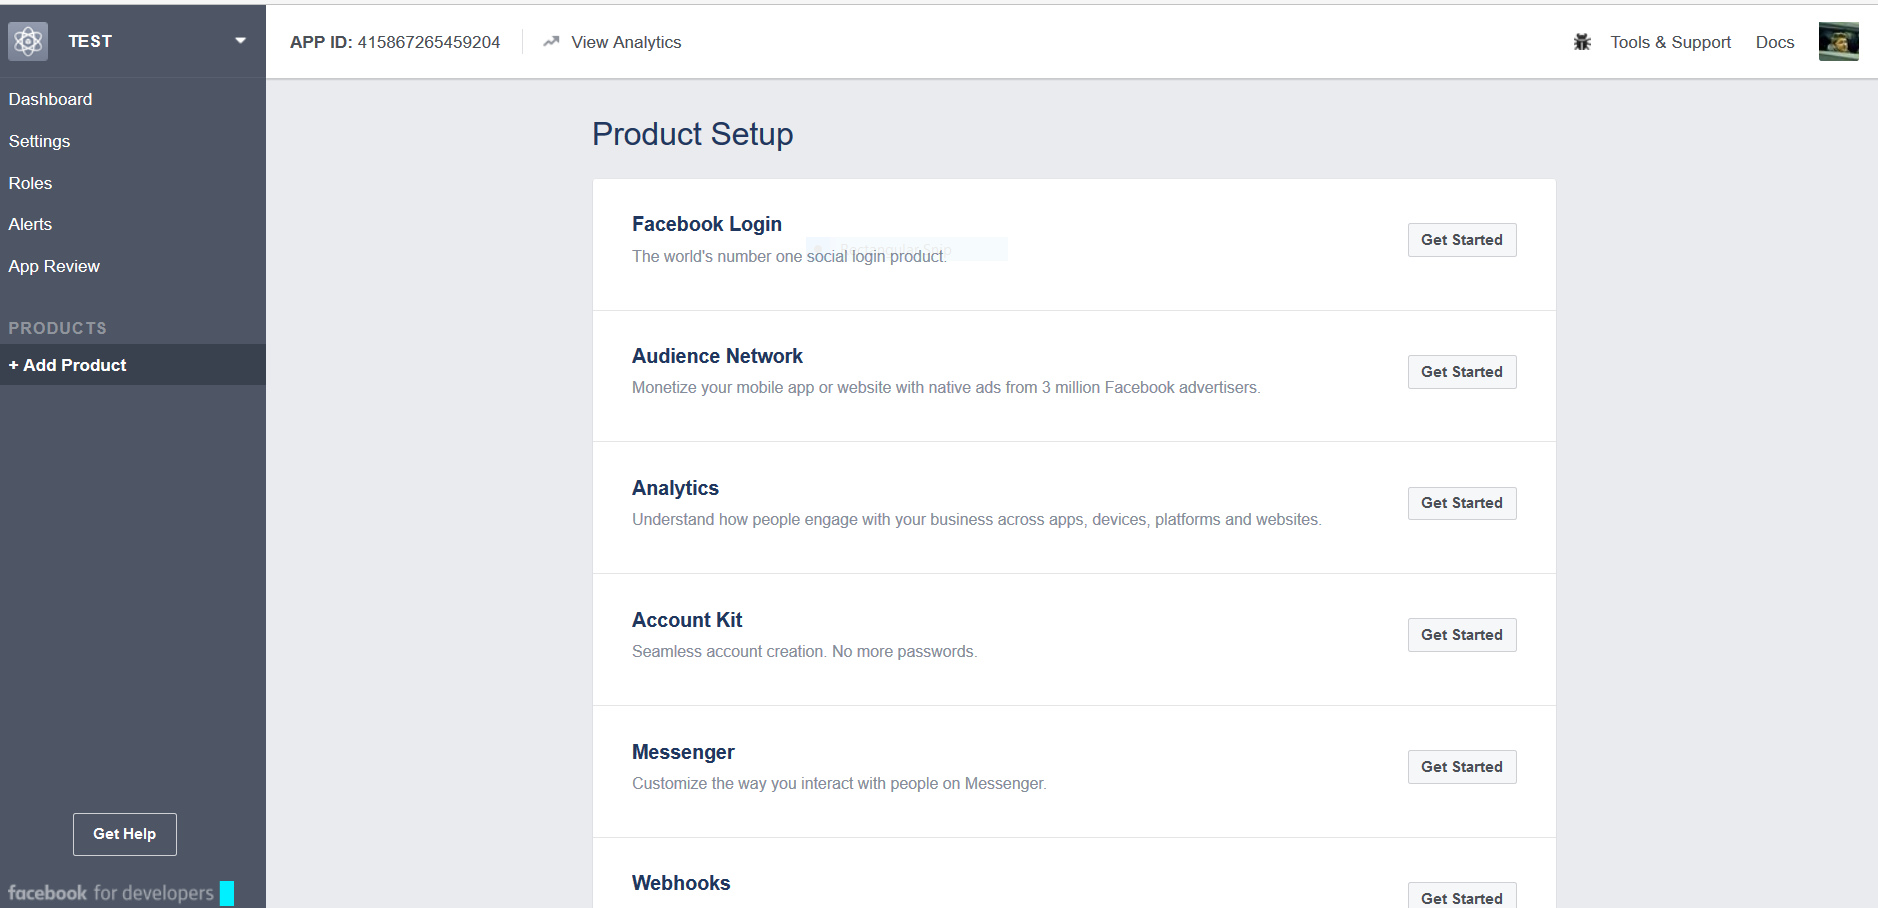 TEST
APP ID: 415867265459204
View Analytics
Tools & Support
Docs
Dashboard
Settings
Roles
Alerts
App Review
PRODUCTS
+ Add Product
Get Help
facebook for developers
Product Setup
Facebook Login
Rectangular Snip
The world's number one social login product.
Get Started
Audience Network
Monetize your mobile app or website with native ads from 3 million Facebook advertisers.
Get Started
Analytics
Understand how people engage with your business across apps, devices, platforms and websites.
Get Started
Account Kit
Seamless account creation. No more passwords.
Get Started
Messenger
Customize the way you interact with people on Messenger.
Get Started
Webhooks
Get Started